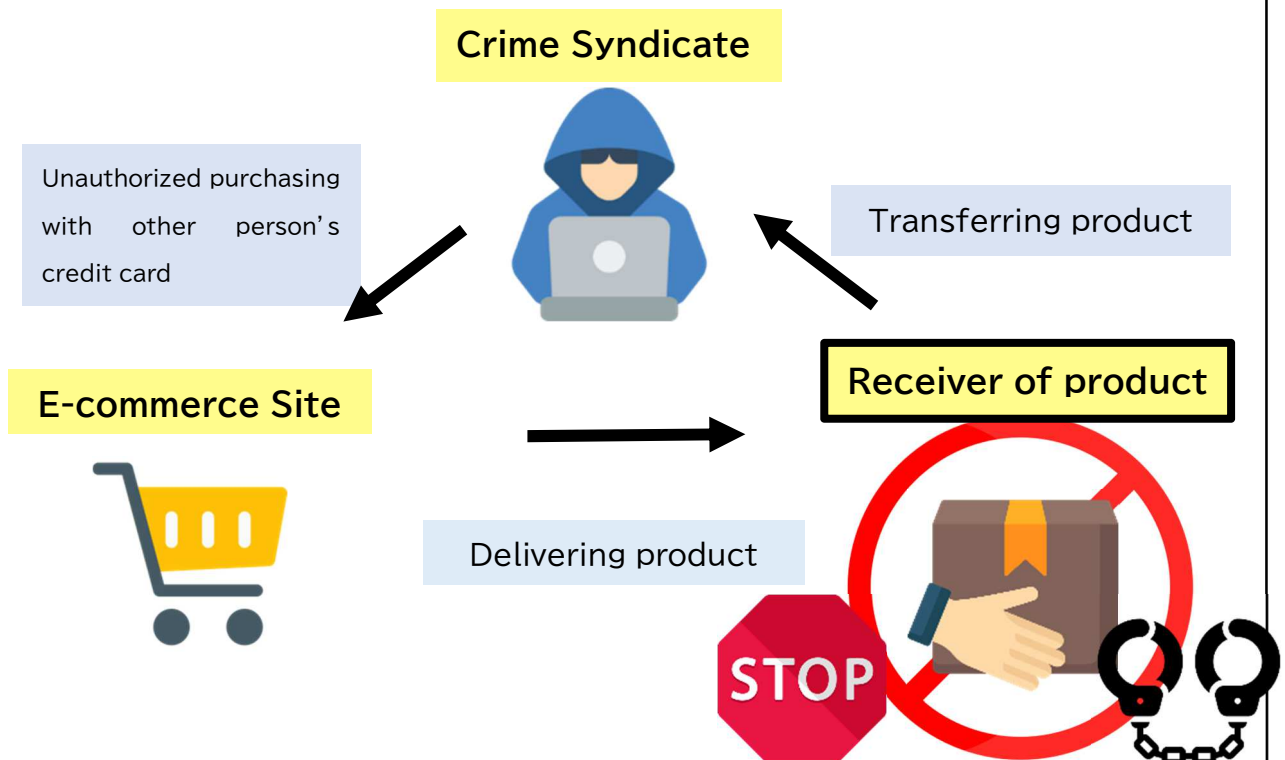 Crime Syndicate
Unauthorized purchasing
with other person’s
credit card
Transferring product
E-commerce Site
Receiver of product
Delivering product
STOP